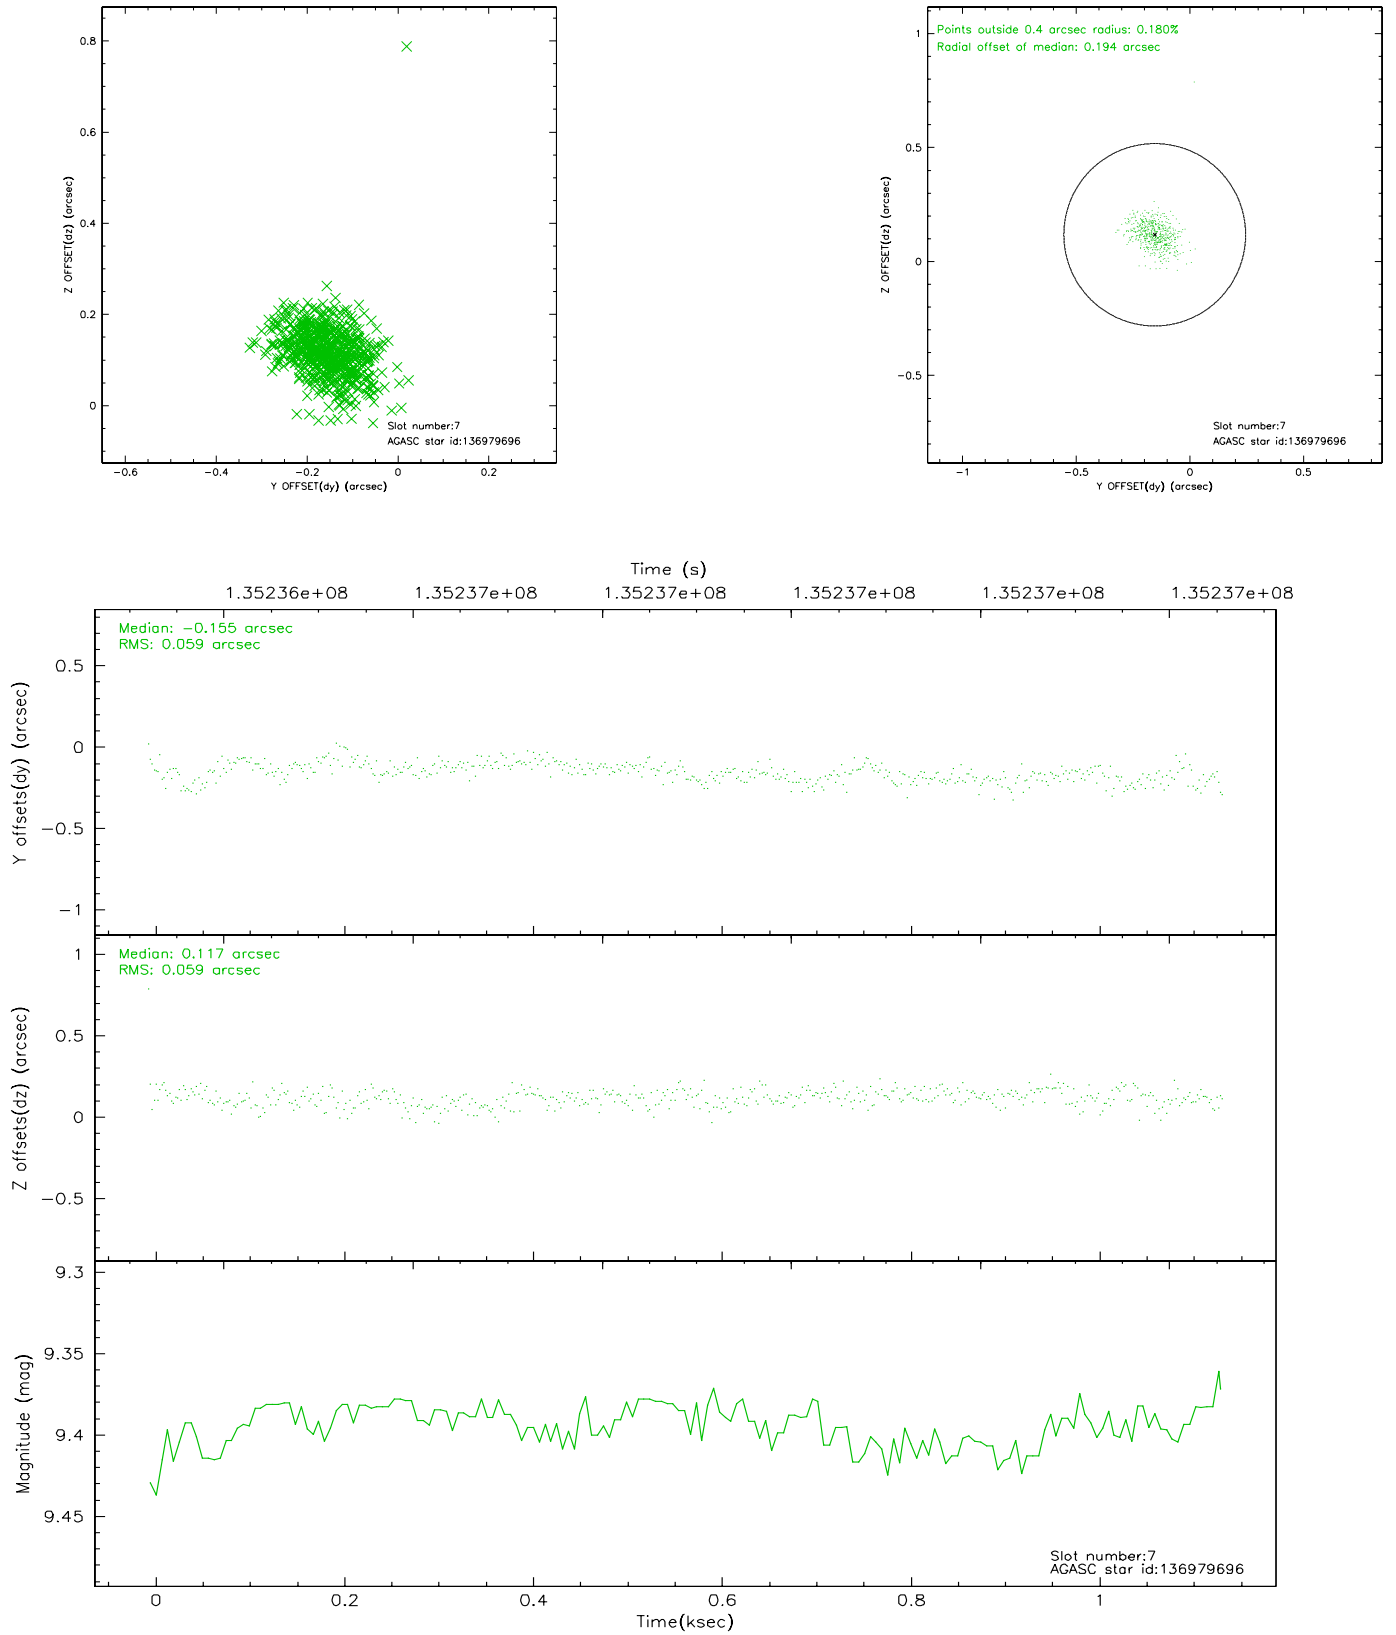 0.8
0.6
0.4
0.2
0
Z OFFSET(dz) (arcsec)
Slot number:7
AGASC star id:136979696
−0.6 −0.4 −0.2 0 0.2
Y OFFSET(dy) (arcsec)
Points outside 0.4 arcsec radius: 0.180%
Radial offset of median: 0.194 arcsec
1
0.5
0
−0.5
Z OFFSET(dz) (arcsec)
Slot number:7
AGASC star id:136979696
−1 −0.5 0 0.5
Y OFFSET(dy) (arcsec)
Time (s)
1.35236e+08 1.35237e+08 1.35237e+08 1.35237e+08 1.35237e+08 1.35237e+08
Median: −0.155 arcsec
RMS: 0.059 arcsec
0.5
0
−0.5
−1
Y offsets(dy) (arcsec)
Median: 0.117 arcsec
RMS: 0.059 arcsec
1
0.5
0
−0.5
Z offsets(dz) (arcsec)
9.3
9.35
9.4
9.45
Magnitude (mag)
Slot number:7
AGASC star id:136979696
0 0.2 0.4 0.6 0.8 1
Time(ksec)